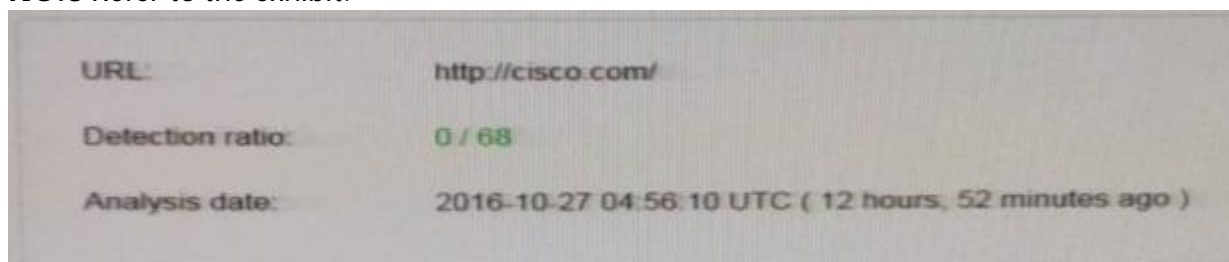 URL: http://cisco.com/
Detection ratio: 0 / 68
Analysis date: 2016-10-27 04:56:10 UTC ( 12 hours, 52 minutes ago )